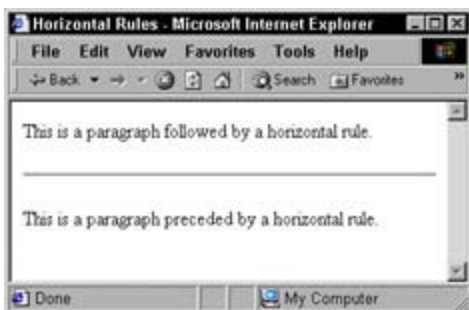 Horizontal Rules - Microsoft Internet Explorer
File Edit View Favorites Tools Help
Back Search Favorites »
This is a paragraph followed by a horizontal rule.
This is a paragraph preceded by a horizontal rule.
Done My Computer